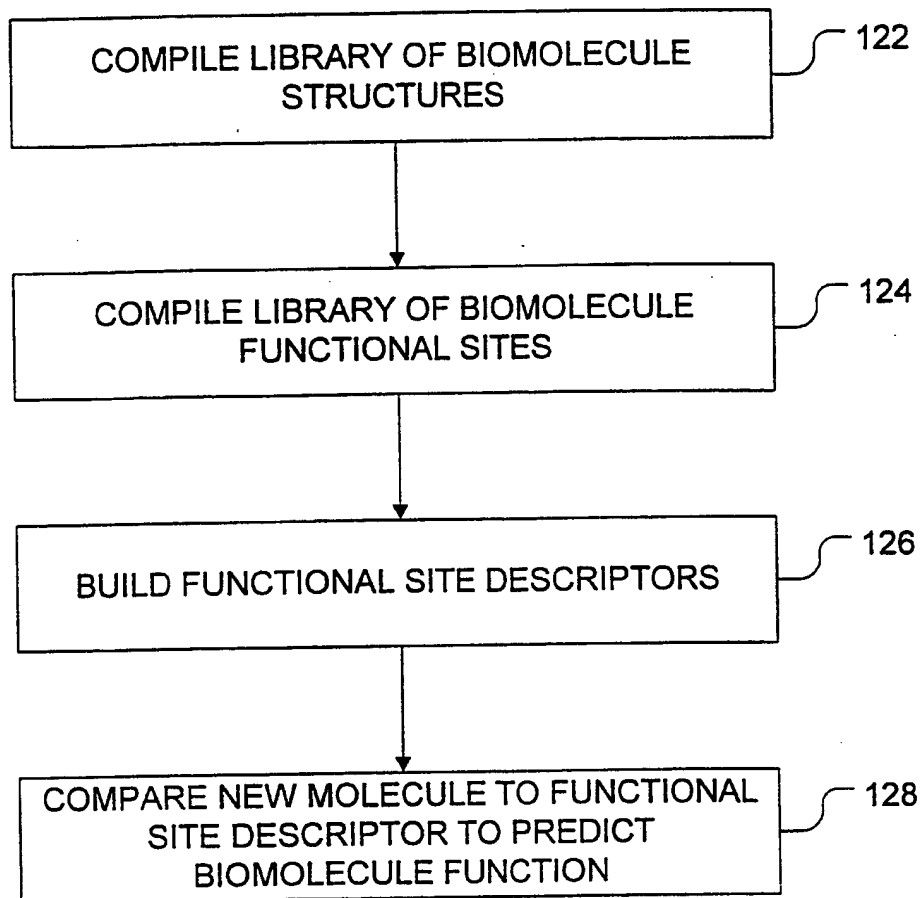 COMPILE LIBRARY OF BIOMOLECULE
STRUCTURES
122
COMPILE LIBRARY OF BIOMOLECULE
FUNCTIONAL SITES
124
BUILD FUNCTIONAL SITE DESCRIPTORS
126
COMPARE NEW MOLECULE TO FUNCTIONAL
SITE DESCRIPTOR TO PREDICT
BIOMOLECULE FUNCTION
128